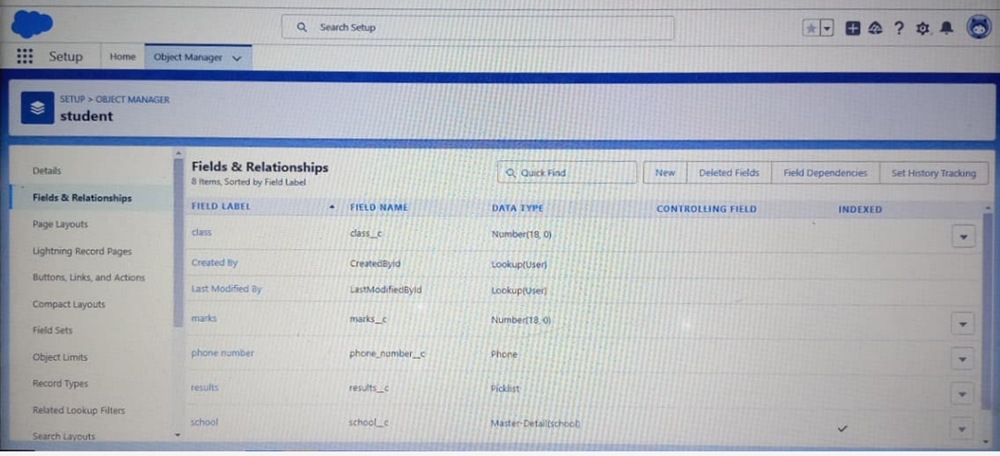 Search Setup
Setup
Home
Object Manager
SETUP > OBJECT MANAGER
student
Details
Fields & Relationships
Page Layouts
Lightning Record Pages
Buttons, Links, and Actions
Compact Layouts
Field Sets
Object Limits
Record Types
Related Lookup Filters
Search Layouts
Fields & Relationships
8 Items, Sorted by Field Label
Quick Find
New
Deleted Fields
Field Dependencies
Set History Tracking
FIELD LABEL FIELD NAME DATA TYPE CONTROLLING FIELD INDEXED
class class__c Number(18, 0)
Created By CreatedById Lookup(User)
Last Modified By LastModifiedById Lookup(User)
marks marks__c Number(18, 0)
phone number phone_number__c Phone
results results__c Picklist
school school__c Master-Detail(school)